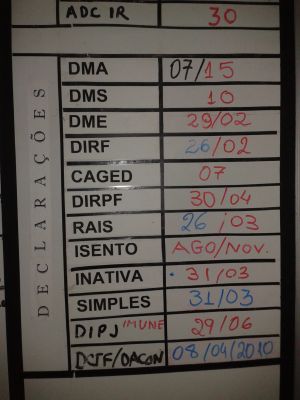 ADC IR 30
DECLARAÇÕES
DMA 07/15
DMS 10
DME 29/02
DIRF 26/02
CAGED 07
DIRPF 30/04
RAIS 26/03
ISENTO AGO/NOV.
INATIVA 31/03
SIMPLES 31/03
DIPJ IMUNE 29/06
DCTF/DACON 08/04/2010